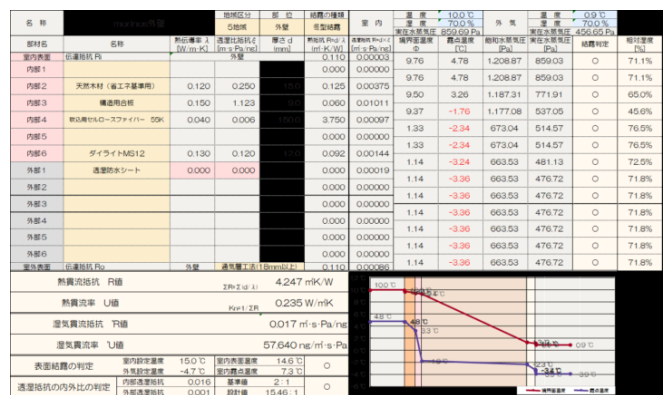 名 称 morinos外壁 地域区分 部 位 結露の種類 室 内 温 度 10.0℃ 外 気 温 度 0.9℃
5地域 外壁 冬型結露 湿 度 70.0% 湿 度 70.0%
実在水蒸気圧 859.69 Pa 実在水蒸気圧 456.65 Pa
部材名 名称 熱伝導率 λ [W/m·K] 透湿比抵抗 ξ [m·s·Pa/ng] 厚さ d [mm] [㎡·K/W] [㎡·s·Pa/ng] 境界面温度 露点温度 [℃] 飽和水蒸気圧 [Pa] 実在水蒸気圧 [Pa] 結露判定 相対湿度 [%]
室内表面 伝達抵抗 Ri 外壁 0.110 0.00003
9.76 4.78 1,208.87 859.03 ○ 71.1%
内部1 0.000 0.00000
9.76 4.78 1,208.87 859.03 ○ 71.1%
内部2 天然木材（省エネ基準用） 0.120 0.250 15.0 0.125 0.00375
9.50 3.26 1,187.31 771.91 ○ 65.0%
内部3 構造用合板 0.150 1.123 9.0 0.060 0.01011
9.37 -1.76 1,177.08 537.05 ○ 45.6%
内部4 吹込用セルロースファイバー 55K 0.040 0.006 150.0 3.750 0.00097
1.33 -2.34 673.04 514.57 ○ 76.5%
内部5 0.000 0.00000
1.33 -2.34 673.04 514.57 ○ 76.5%
内部6 ダイライトMS12 0.130 0.120 12.0 0.092 0.00144
1.14 -3.24 663.53 481.13 ○ 72.5%
外部1 透湿防水シート 0.000 0.000 0.000 0.00019
1.14 -3.36 663.53 476.72 ○ 71.8%
外部2 0.000 0.00000
1.14 -3.36 663.53 476.72 ○ 71.8%
外部3 0.000 0.00000
1.14 -3.36 663.53 476.72 ○ 71.8%
外部4 0.000 0.00000
1.14 -3.36 663.53 476.72 ○ 71.8%
外部5 0.000 0.00000
1.14 -3.36 663.53 476.72 ○ 71.8%
外部6 0.000 0.00000
1.14 -3.36 663.53 476.72 ○ 71.8%
室外表面 伝達抵抗 Ro 外壁 通気層工法(18mm以上) 0.110 0.00086
熱貫流抵抗 R値 4.247 ㎡K/W
熱貫流率 U値 0.235 W/㎡K
湿気貫流抵抗 'R値 0.017 ㎡·s·Pa/ng
湿気貫流率 'U値 57.640 ng/㎡·s·Pa
表面結露の判定 室内設定温度 15.0℃ 室内表面温度 14.6℃ ○
外気設定温度 -4.7℃ 室内露点温度 7.3℃
透湿抵抗の内外比の判定 内部透湿抵抗 0.016 基準値 2 : 1 ○
外部透湿抵抗 0.001 設計値 15.46 : 1
10.0℃
4.8℃ 4.8℃
3.3℃
0.9℃
境界面温度 露点温度